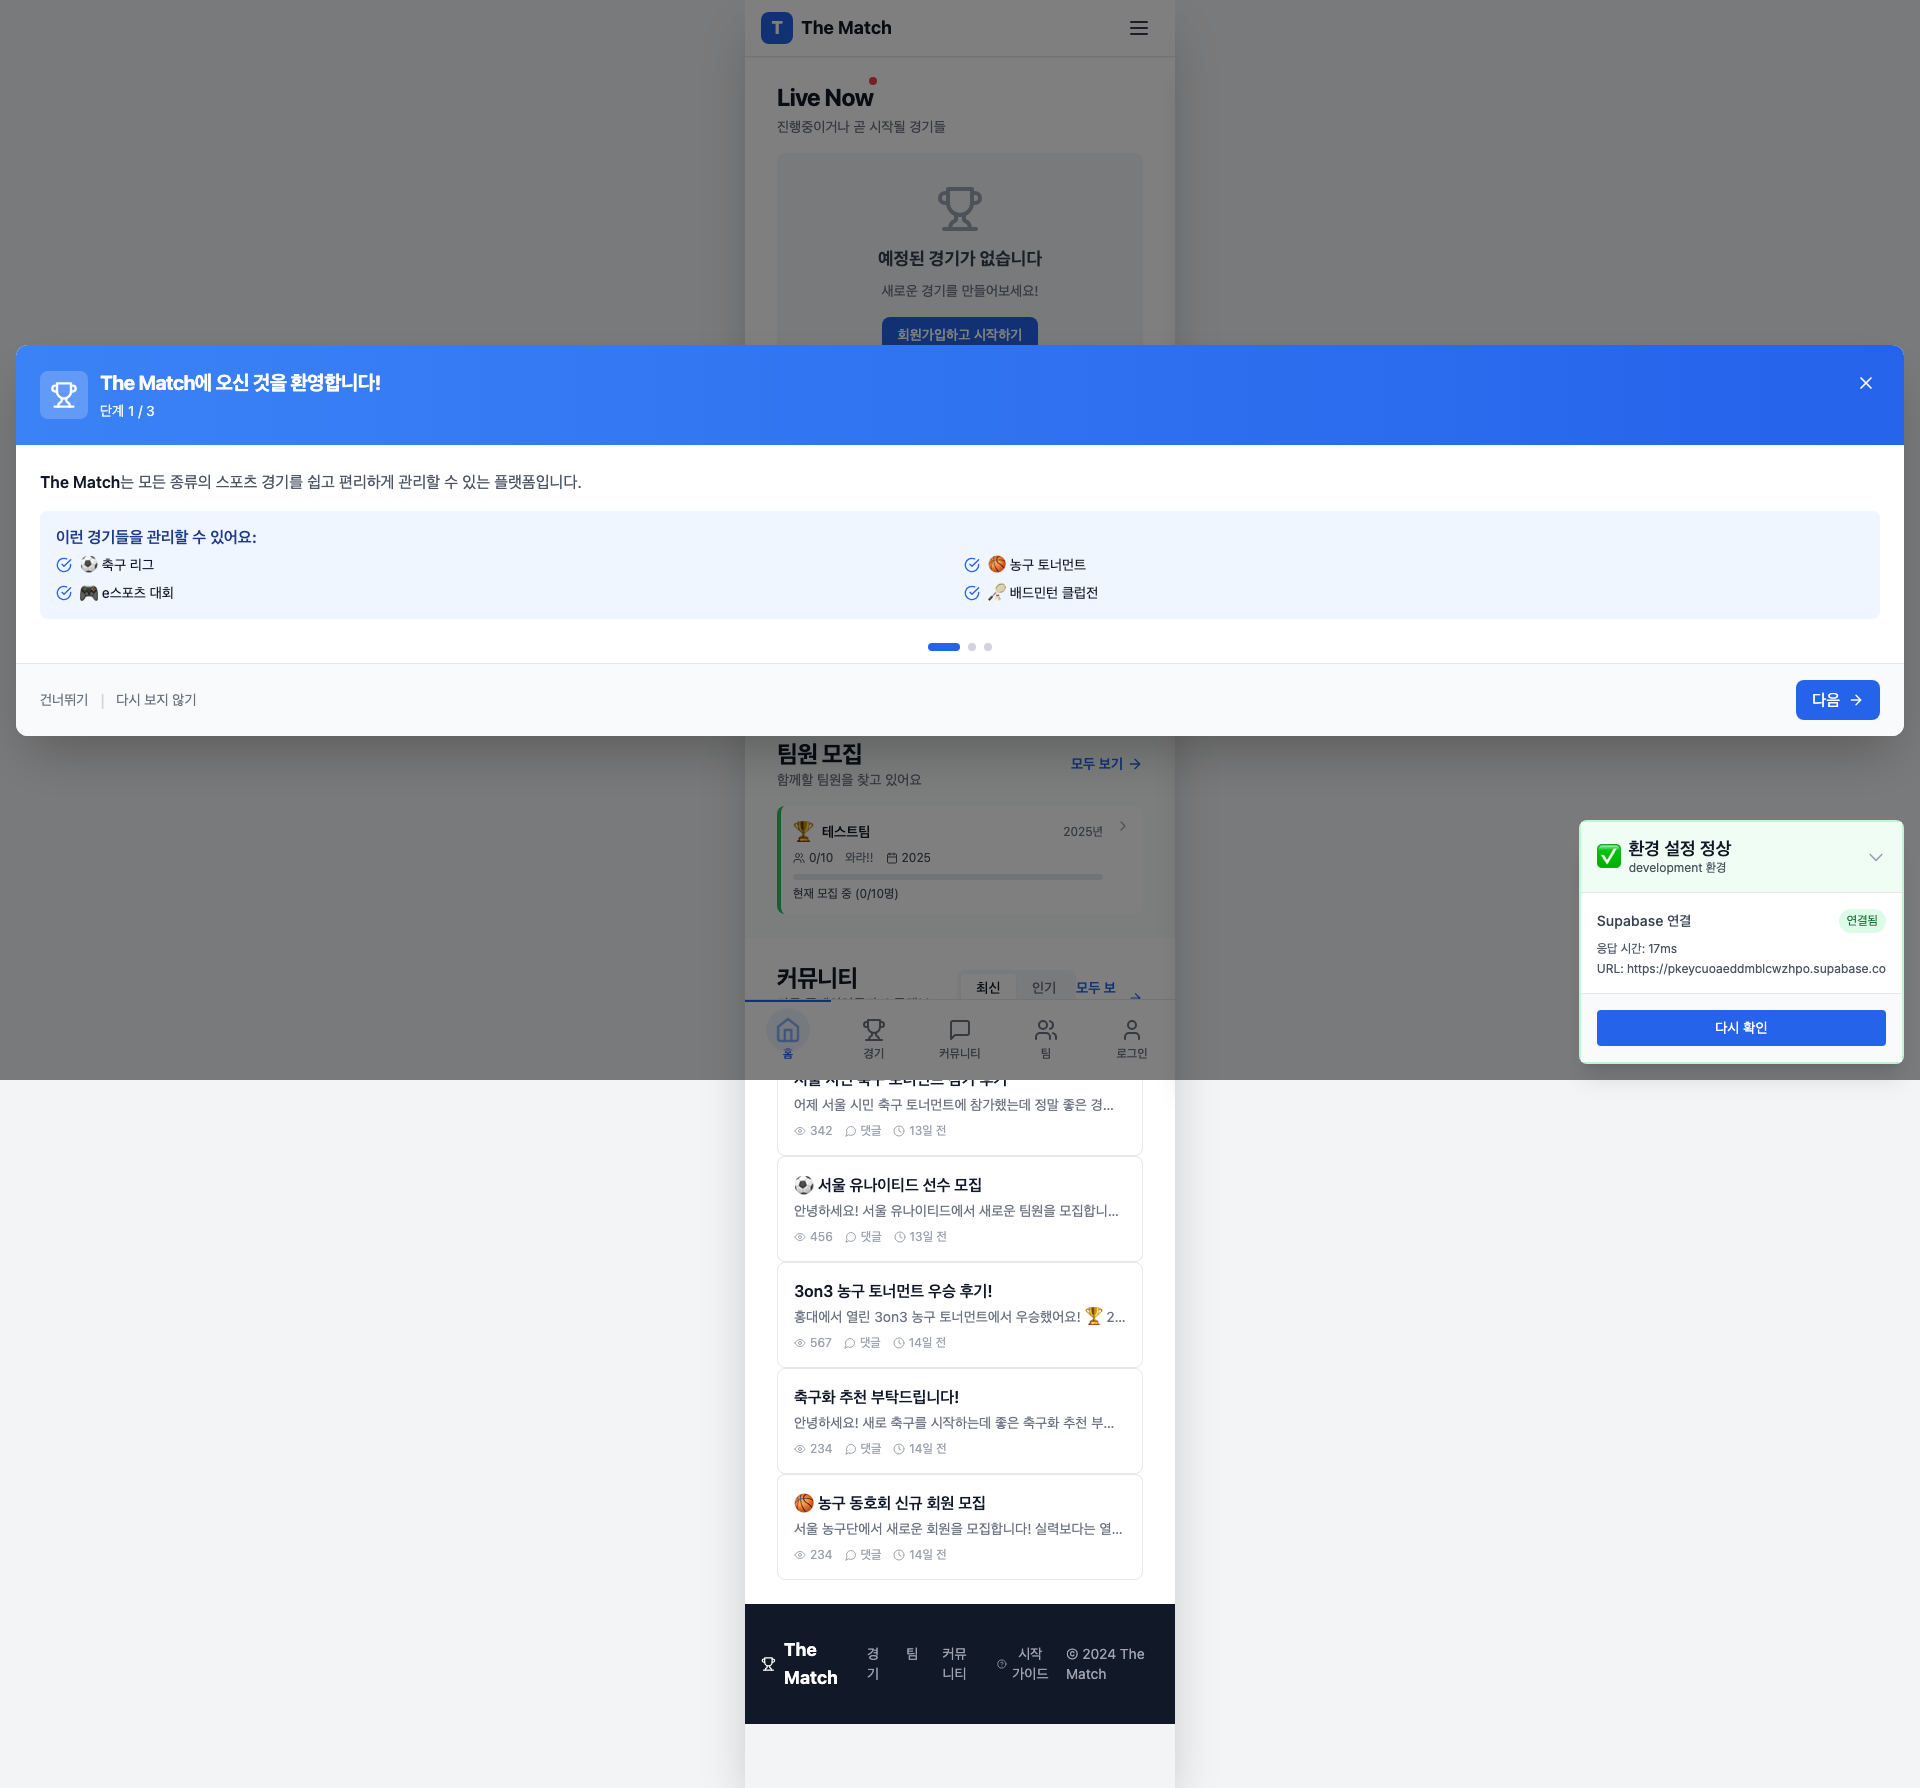 T The Match
Live Now
진행중이거나 곧 시작될 경기들
예정된 경기가 없습니다
새로운 경기를 만들어보세요!
회원가입하고 시작하기
The Match에 오신 것을 환영합니다!
단계 1 / 3
The Match는 모든 종류의 스포츠 경기를 쉽고 편리하게 관리할 수 있는 플랫폼입니다.
이런 경기들을 관리할 수 있어요:
⚽ 축구 리그
🏀 농구 토너먼트
🎮 e스포츠 대회
🏸 배드민턴 클럽전
건너뛰기 | 다시 보지 않기
다음
팀원 모집
모두 보기
함께할 팀원을 찾고 있어요
🏆 테스트팀
2025년
0/10 와라!! 2025
현재 모집 중 (0/10명)
커뮤니티
최신 인기 모두 보
홈 경기 커뮤니티 팀 로그인
✅ 환경 설정 정상
development 환경
Supabase 연결
연결됨
응답 시간: 17ms
URL: https://pkeycuoaeddmblcwzhpo.supabase.co
다시 확인
서울 시민 축구 토너먼트 참가 후기
어제 서울 시민 축구 토너먼트에 참가했는데 정말 좋은 경...
342 댓글 13일 전
⚽ 서울 유나이티드 선수 모집
안녕하세요! 서울 유나이티드에서 새로운 팀원을 모집합니...
456 댓글 13일 전
3on3 농구 토너먼트 우승 후기!
홍대에서 열린 3on3 농구 토너먼트에서 우승했어요! 🏆 2...
567 댓글 14일 전
축구화 추천 부탁드립니다!
안녕하세요! 새로 축구를 시작하는데 좋은 축구화 추천 부...
234 댓글 14일 전
🏀 농구 동호회 신규 회원 모집
서울 농구단에서 새로운 회원을 모집합니다! 실력보다는 열...
234 댓글 14일 전
The
Match
경
기
팀
커뮤
니티
시작
가이드
© 2024 The
Match